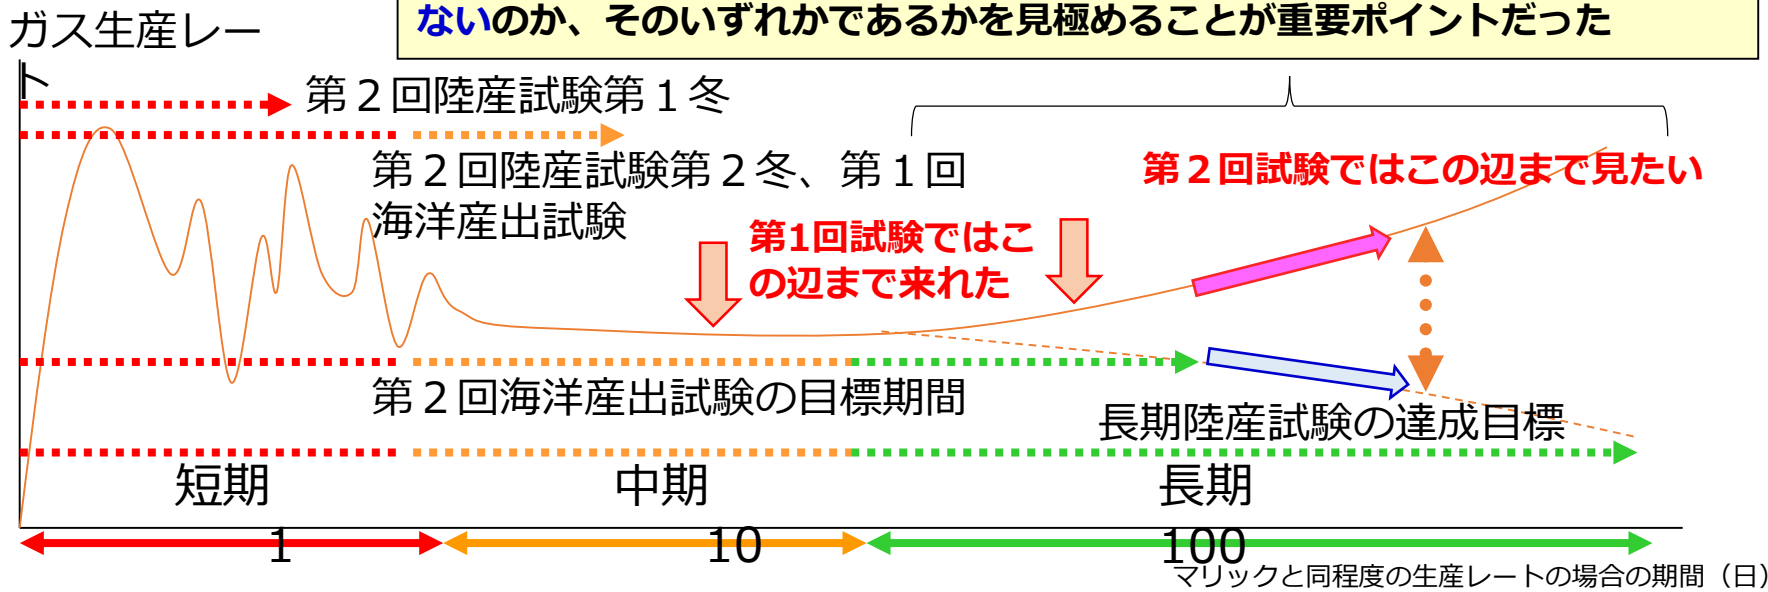 ガス生産レー
ト
ないのか、そのいずれかであるかを見極めることが重要ポイントだった
第２回陸産試験第１冬
第２回陸産試験第２冬、第１回
海洋産出試験
第２回試験ではこの辺まで見たい
第1回試験ではこ
の辺まで来れた
第２回海洋産出試験の目標期間
長期陸産試験の達成目標
短期
中期
長期
1
10
100
マリックと同程度の生産レートの場合の期間（日）